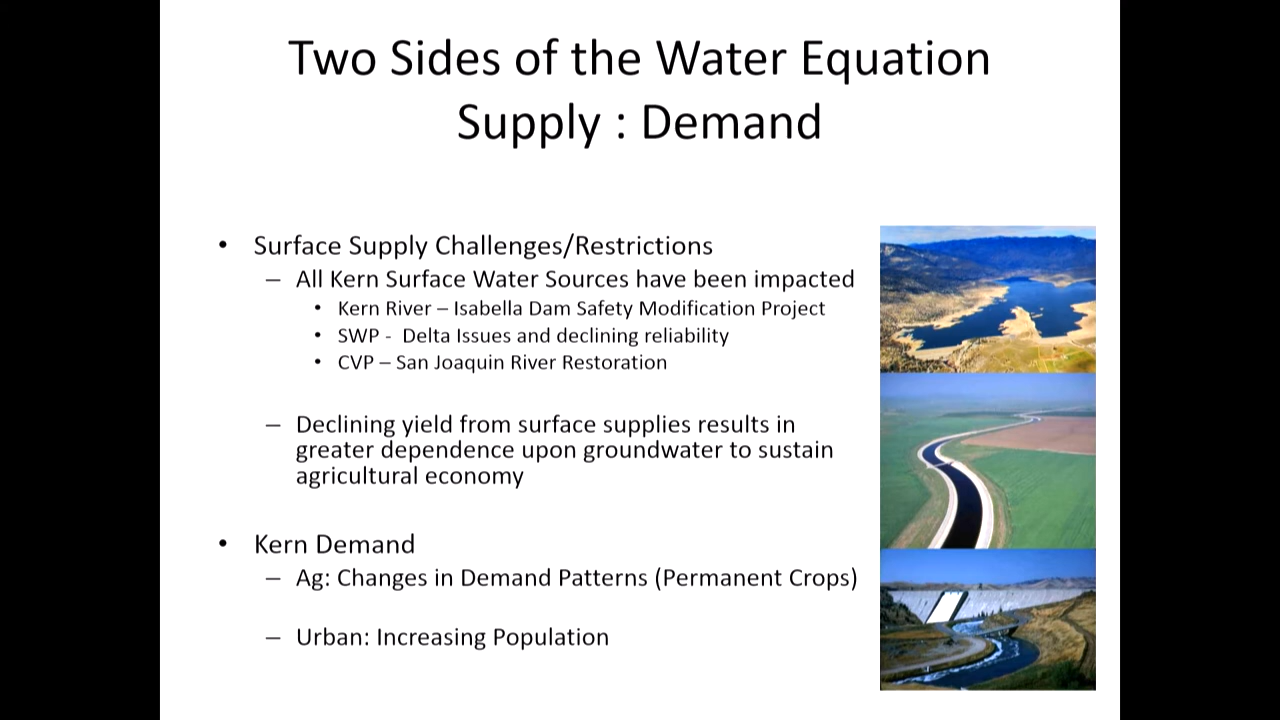 Two Sides of the Water Equation
Supply : Demand
• Surface Supply Challenges/Restrictions
– All Kern Surface Water Sources have been impacted
• Kern River – Isabella Dam Safety Modification Project
• SWP - Delta Issues and declining reliability
• CVP – San Joaquin River Restoration
– Declining yield from surface supplies results in
greater dependence upon groundwater to sustain
agricultural economy
• Kern Demand
– Ag: Changes in Demand Patterns (Permanent Crops)
– Urban: Increasing Population